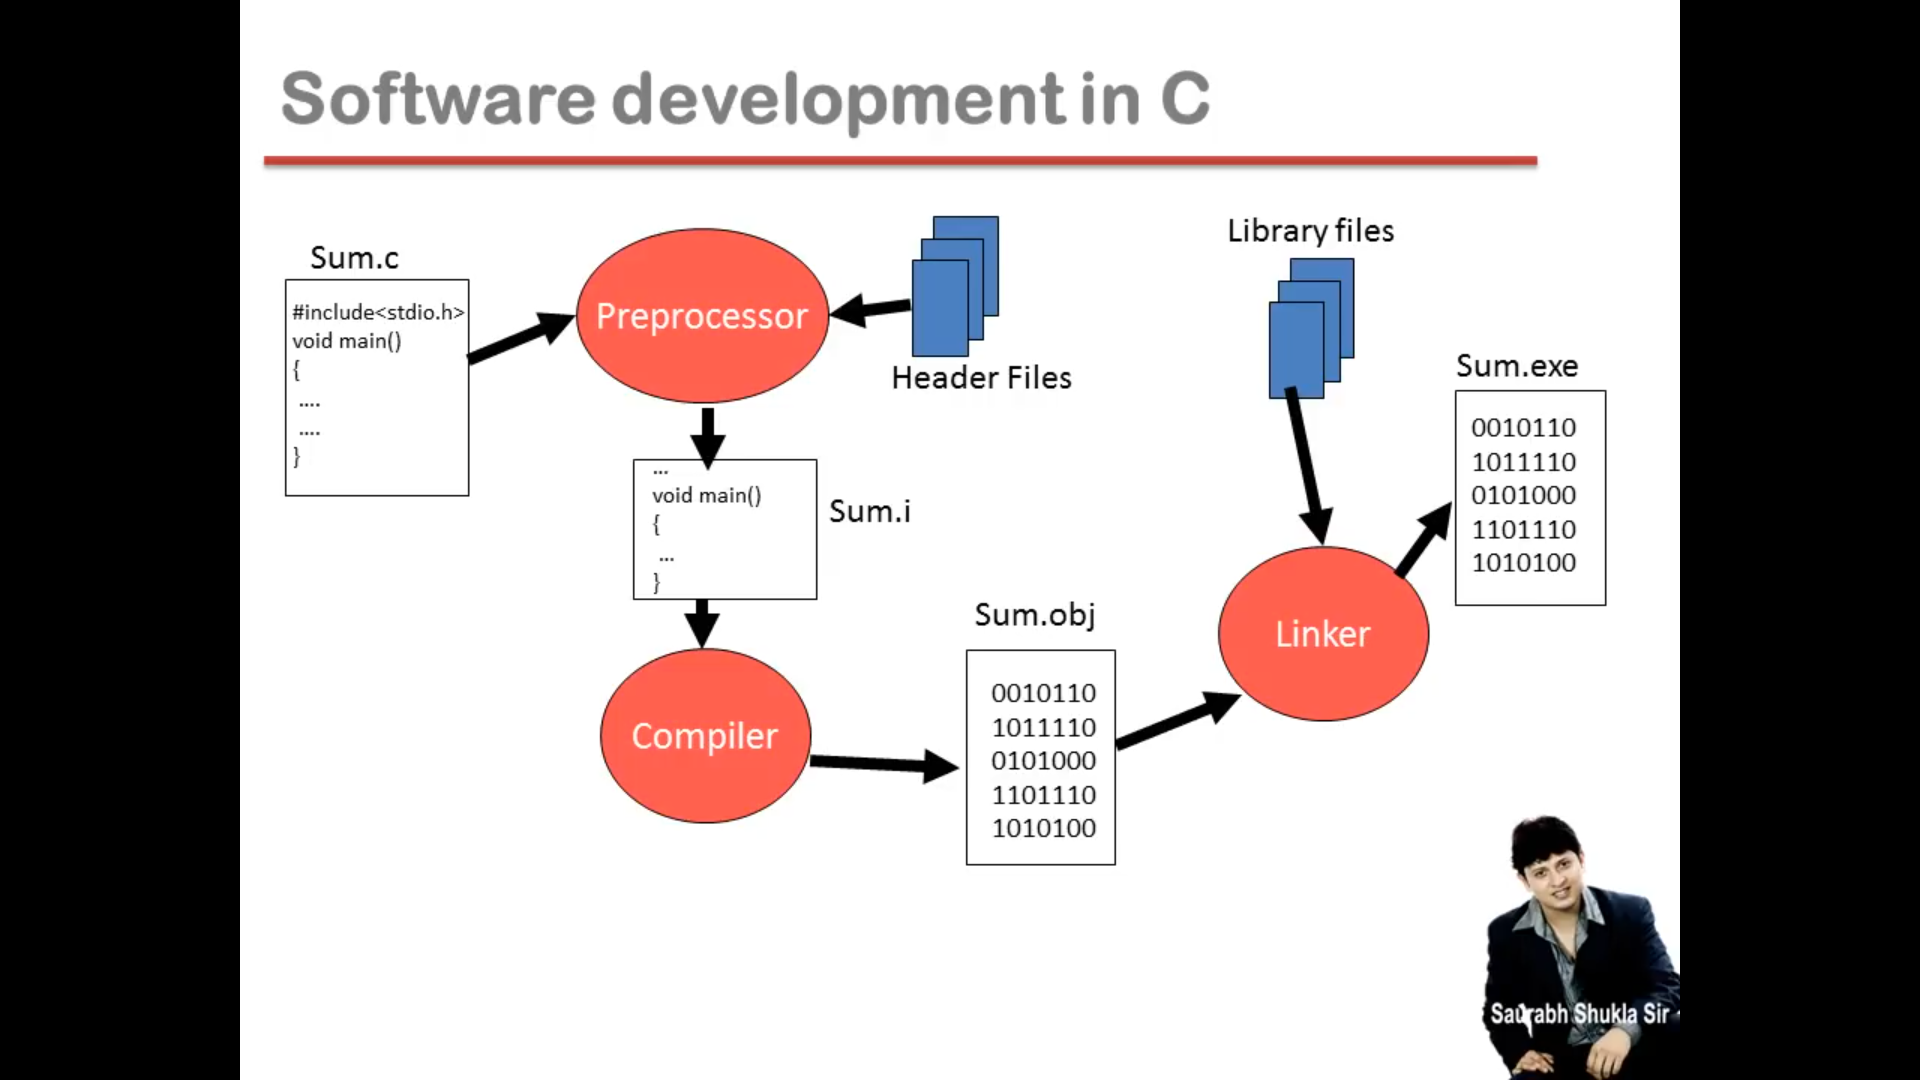 Software development in C
Sum.c
#include<stdio.h>
void main()
{
....
....
}
Preprocessor
Header Files
Library files
Sum.exe
0010110
1011110
0101000
1101110
1010100
...
void main()
{
...
}
Sum.i
Compiler
Sum.obj
0010110
1011110
0101000
1101110
1010100
Linker
Saurabh Shukla Sir